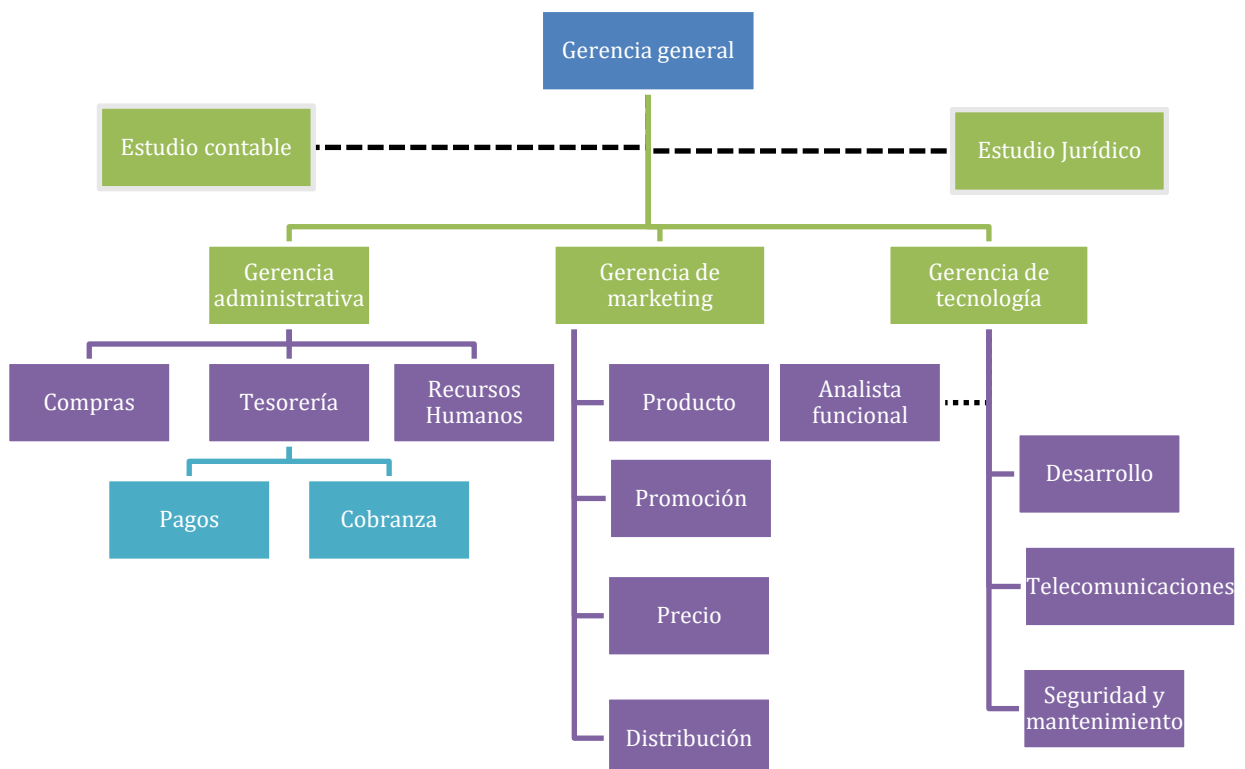 Gerencia general
Estudio contable
Estudio Jurídico
Gerencia
administrativa
Gerencia de
marketing
Gerencia de
tecnología
Compras
Tesorería
Recursos
Humanos
Producto
Analista
funcional
Desarrollo
Pagos
Cobranza
Promoción
Telecomunicaciones
Precio
Seguridad y
mantenimiento
Distribución